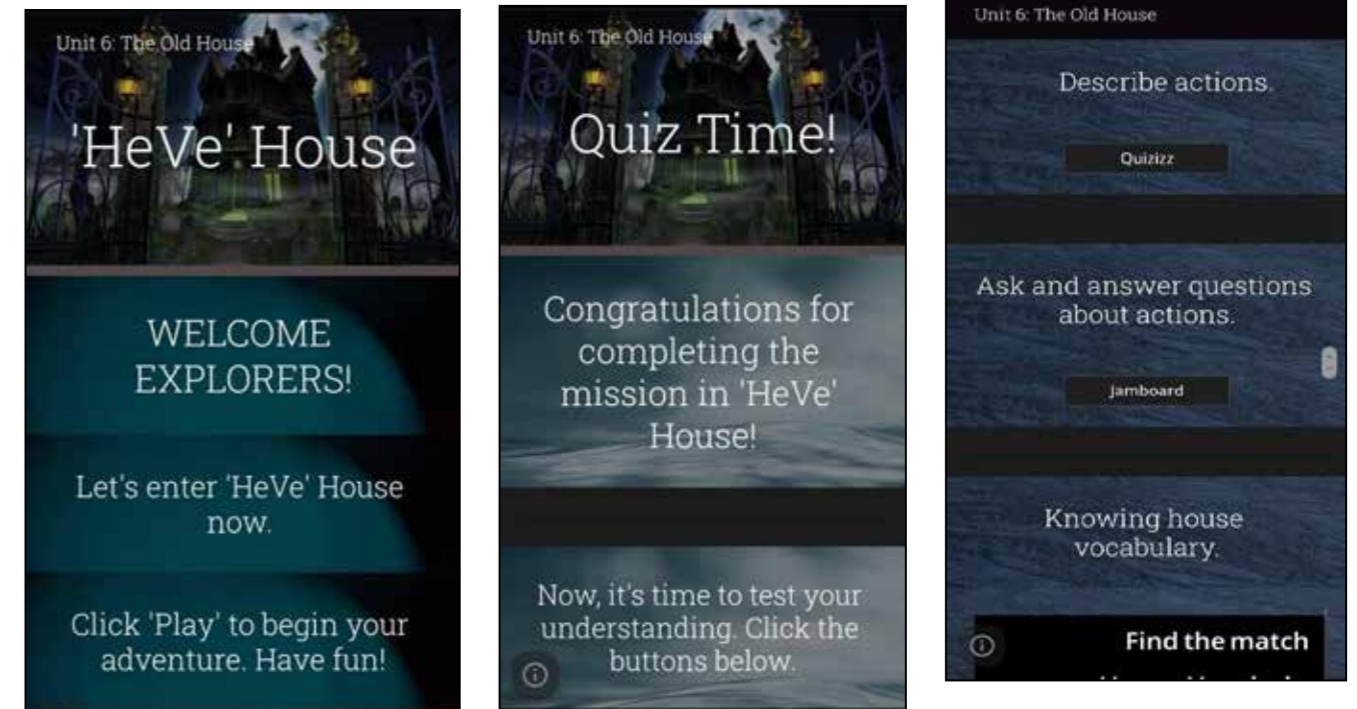 Unit 6: The Old House
'HeVe' House
WELCOME
EXPLORERS!
Let's enter 'HeVe' House
now.
Click 'Play' to begin your
adventure. Have fun!
Unit 6: The Old House
Quiz Time!
Congratulations for
completing the
mission in 'HeVe'
House!
Now, it's time to test your
understanding. Click the
buttons below.
Unit 6: The Old House
Describe actions.
Quizizz
Ask and answer questions
about actions.
Jamboard
Knowing house
vocabulary.
Find the match